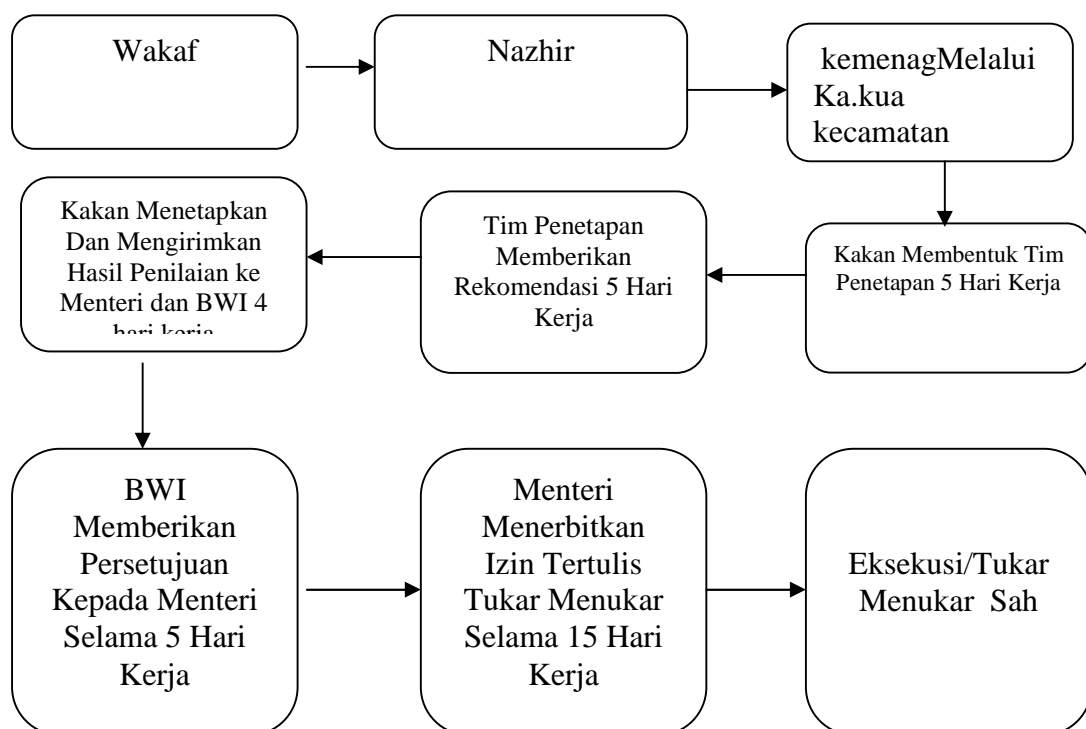 Wakaf
Nazhir
kemenagMelalui
Ka.kua
kecamatan
Kakan Membentuk Tim
Penetapan 5 Hari Kerja
Tim Penetapan
Memberikan
Rekomendasi 5 Hari
Kerja
Kakan Menetapkan
Dan Mengirimkan
Hasil Penilaian ke
Menteri dan BWI 4
hari kerja
BWI
Memberikan
Persetujuan
Kepada Menteri
Selama 5 Hari
Kerja
Menteri
Menerbitkan
Izin Tertulis
Tukar Menukar
Selama 15 Hari
Kerja
Eksekusi/Tukar
Menukar Sah